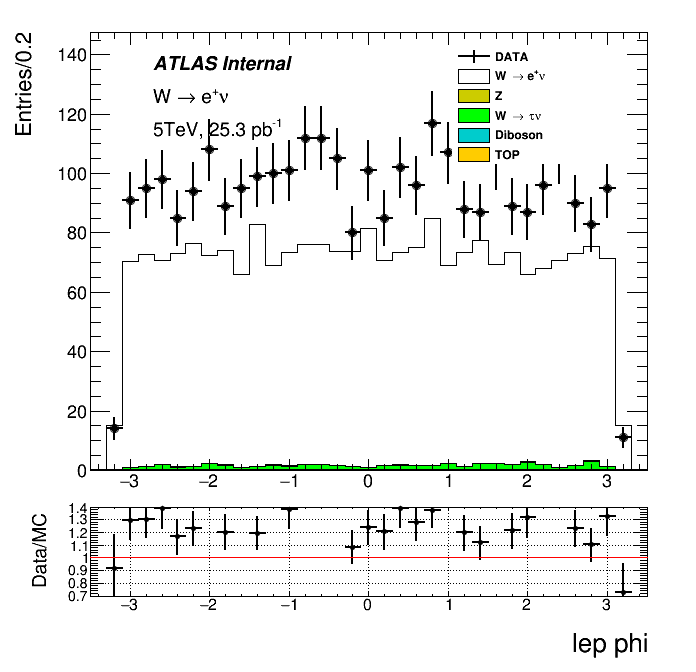 Entries/0.2
140
120
100
80
60
40
20
0
ATLAS Internal
W → e⁺ν
5TeV, 25.3 pb⁻¹
DATA
W → e⁺ν
Z
W → τν
Diboson
TOP
−3 −2 −1 0 1 2 3
Data/MC
1.4
1.3
1.2
1.1
1
0.9
0.8
0.7
−3 −2 −1 0 1 2 3
lep phi